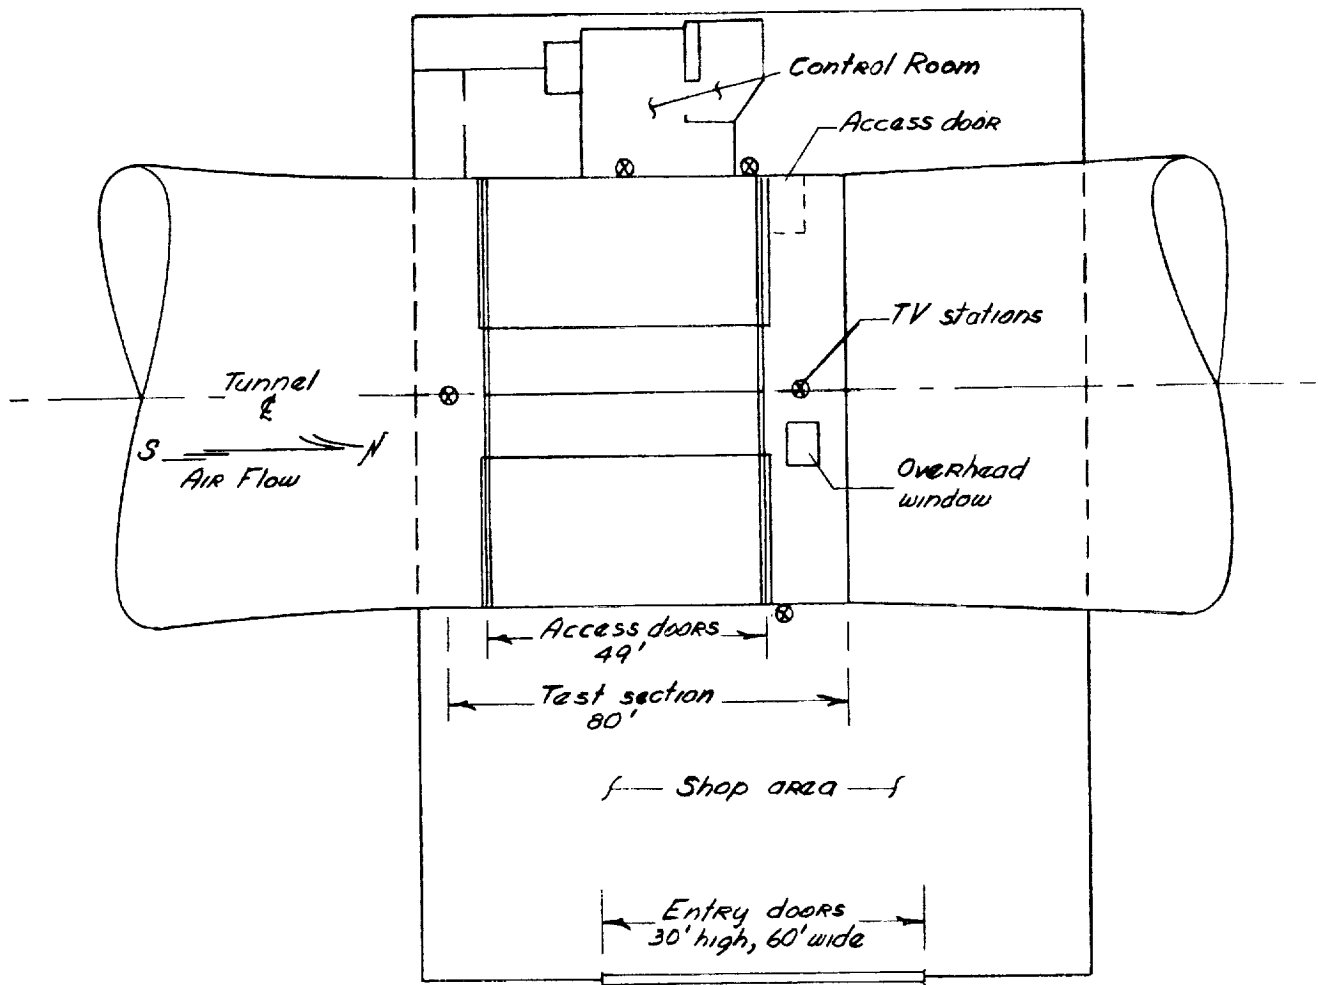 Control Room
Access door
TV stations
Tunnel
℄
S N
Air Flow
Overhead
window
Access doors
49'
Test section
80'
Shop area
Entry doors
30' high, 60' wide